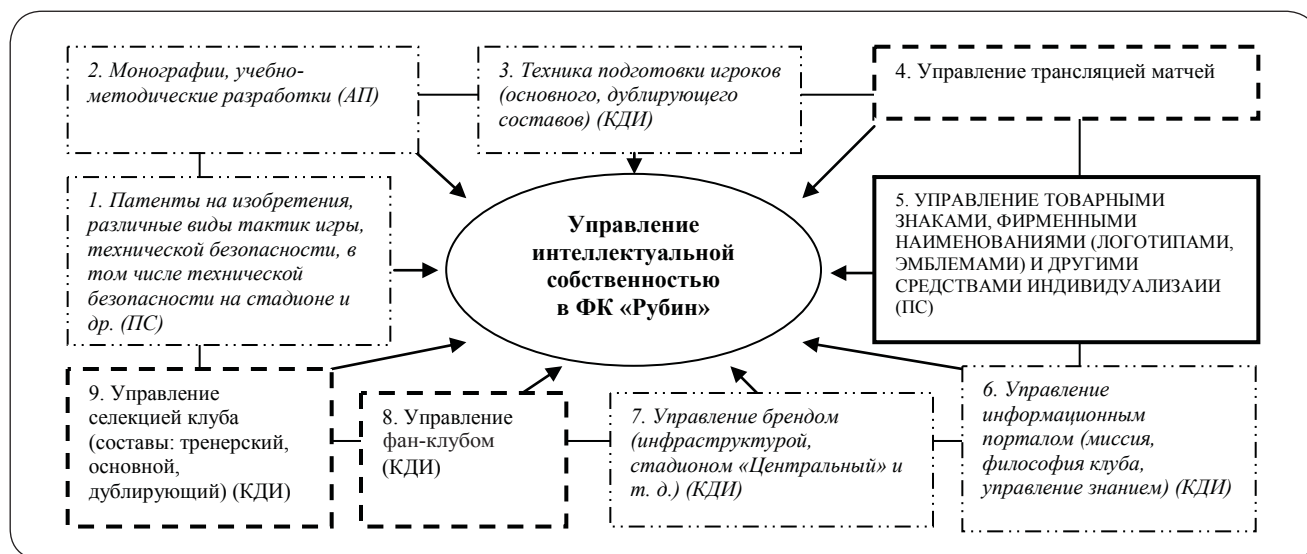 2. Монографии, учебно-
методические разработки (АП)
3. Техника подготовки игроков
(основного, дублирующего
составов) (КДИ)
4. Управление трансляцией матчей
1. Патенты на изобретения,
различные виды тактик игры,
технической безопасности, в
том числе технической
безопасности на стадионе и
др. (ПС)
Управление
интеллектуальной
собственностью
в ФК «Рубин»
5. УПРАВЛЕНИЕ ТОВАРНЫМИ
ЗНАКАМИ, ФИРМЕННЫМИ
НАИМЕНОВАНИЯМИ (ЛОГОТИПАМИ,
ЭМБЛЕМАМИ) И ДРУГИМИ
СРЕДСТВАМИ ИНДИВИДУАЛИЗАИИ
(ПС)
9. Управление
селекцией клуба
(составы: тренерский,
основной,
дублирующий) (КДИ)
8. Управление
фан-клубом
(КДИ)
7. Управление брендом
(инфраструктурой,
стадионом «Центральный» и
т. д.) (КДИ)
6. Управление
информационным
порталом (миссия,
философия клуба,
управление знанием) (КДИ)